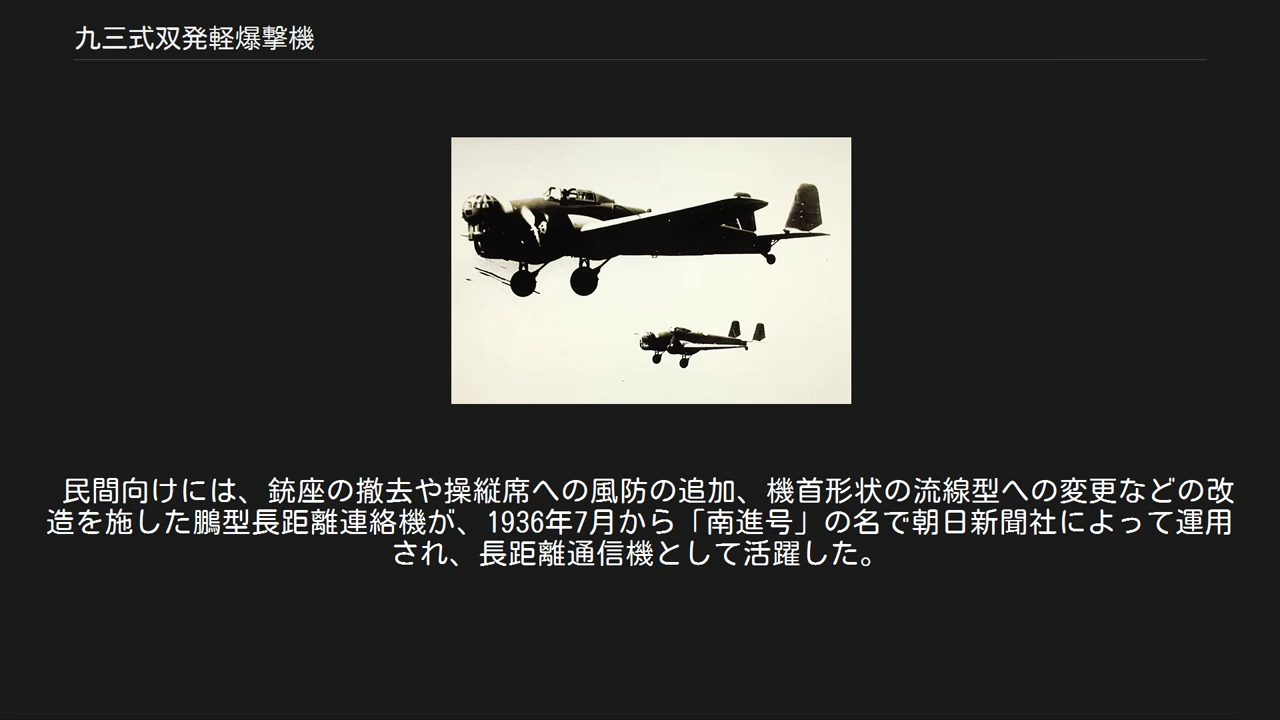 九三式双発軽爆撃機
民間向けには、銃座の撤去や操縦席への風防の追加、機首形状の流線型への変更などの改
造を施した鵬型長距離連絡機が、1936年7月から「南進号」の名で朝日新聞社によって運用
され、長距離通信機として活躍した。